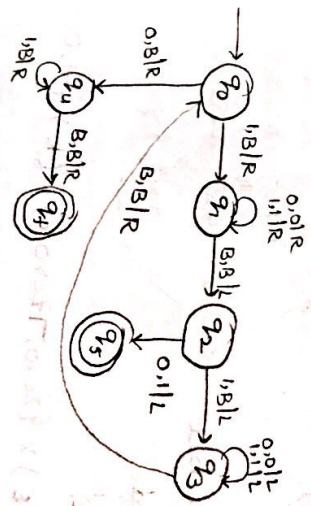 q0
1,B/R
q1
0,0/R
1,1/R
B,B/L
q2
1,B/L
q3
0,0/L
1,1/L
0,B/R
B,B/R
0,1/L
q5
q4
1,B/R
B,B/R